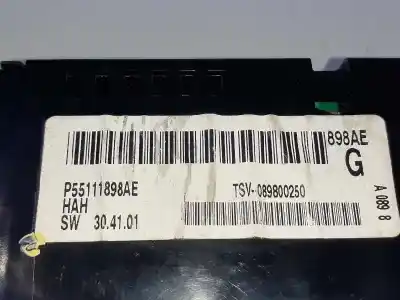 898AE
G
P55111898AE
HAH
SW 30.41.01
TSV-089800250
A 089 8